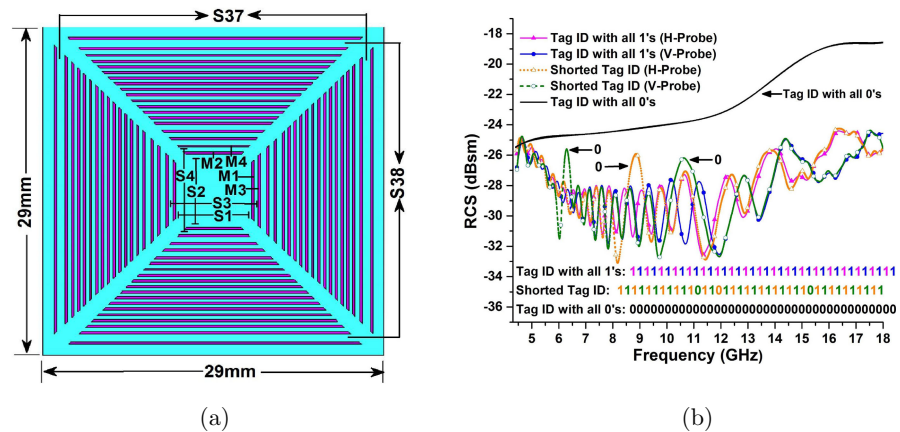 S37
29mm
S38
M4
M2
S4
M1
S2
M3
S3
S1
29mm
(a)
-18
-20
-22
-24
-26
-28
-30
-32
-34
-36
RCS (dBsm)
Tag ID with all 1's (H-Probe)
Tag ID with all 1's (V-Probe)
Shorted Tag ID (H-Probe)
Shorted Tag ID (V-Probe)
Tag ID with all 0's
Tag ID with all 0's
0
0
0
Tag ID with all 1's:
Shorted Tag ID:
Tag ID with all 0's:
5 6 7 8 9 10 11 12 13 14 15 16 17 18
Frequency (GHz)
(b)